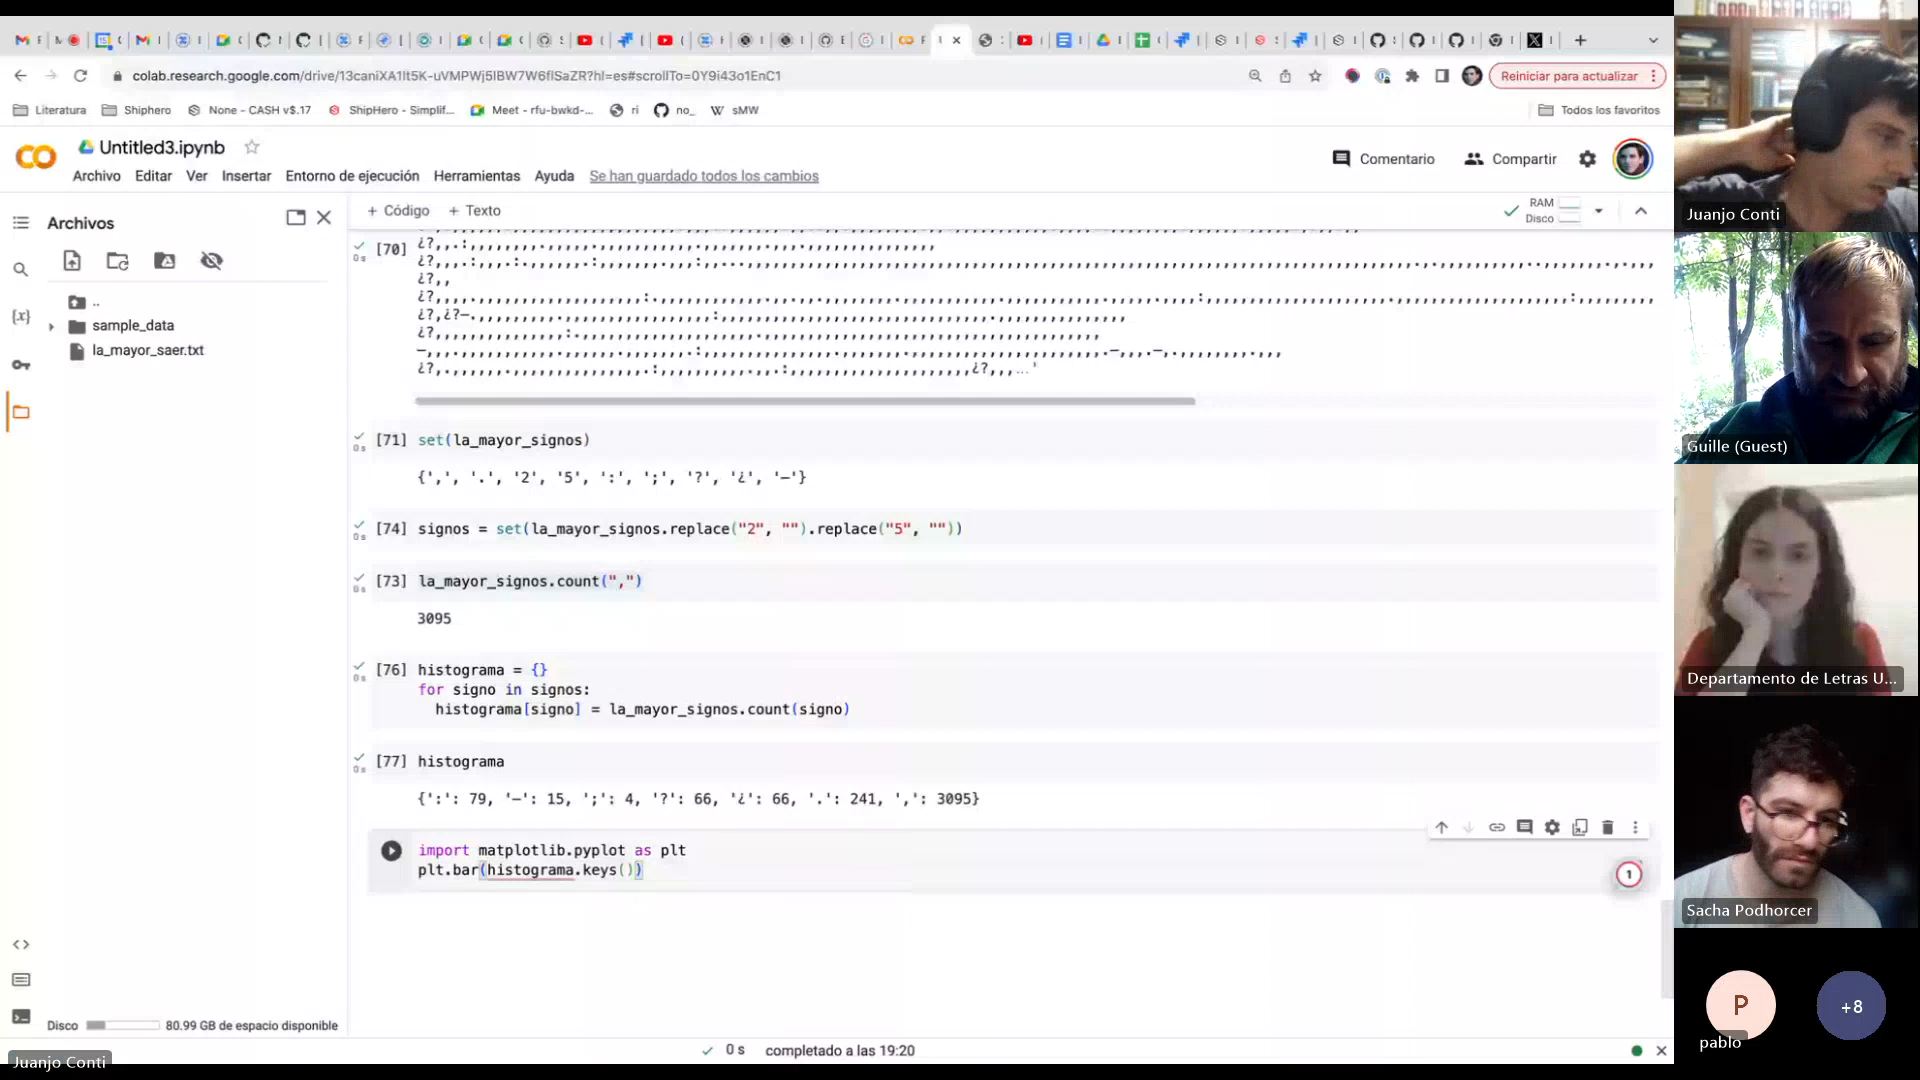 colab.research.google.com/drive/13caniXA1lt5K-uVMPWj5lBW7W6flSaZR?hl=es#scrollTo=0Y9i43o1EnC1
Reiniciar para actualizar
Literatura
Shiphero
None - CASH v$.17
ShipHero - Simplif...
Meet - rfu-bwkd-...
ri
no_
sMW
Todos los favoritos
Untitled3.ipynb
Comentario
Compartir
Archivo Editar Ver Insertar Entorno de ejecución Herramientas Ayuda Se han guardado todos los cambios
Archivos
+ Código + Texto
RAM
Disco
..
sample_data
la_mayor_saer.txt
[70]
[71] set(la_mayor_signos)
{',', '.', '2', '5', ':', ';', '?', '¿', '—'}
[74] signos = set(la_mayor_signos.replace("2", "").replace("5", ""))
[73] la_mayor_signos.count(",")
3095
[76] histograma = {}
for signo in signos:
histograma[signo] = la_mayor_signos.count(signo)
[77] histograma
{':': 79, '—': 15, ';': 4, '?': 66, '¿': 66, '.': 241, ',': 3095}
import matplotlib.pyplot as plt
plt.bar(histograma.keys())
1
Disco
80.99 GB de espacio disponible
0 s completado a las 19:20
Juanjo Conti
Juanjo Conti
Guille (Guest)
Departamento de Letras U...
Sacha Podhorcer
P
pablo
+8